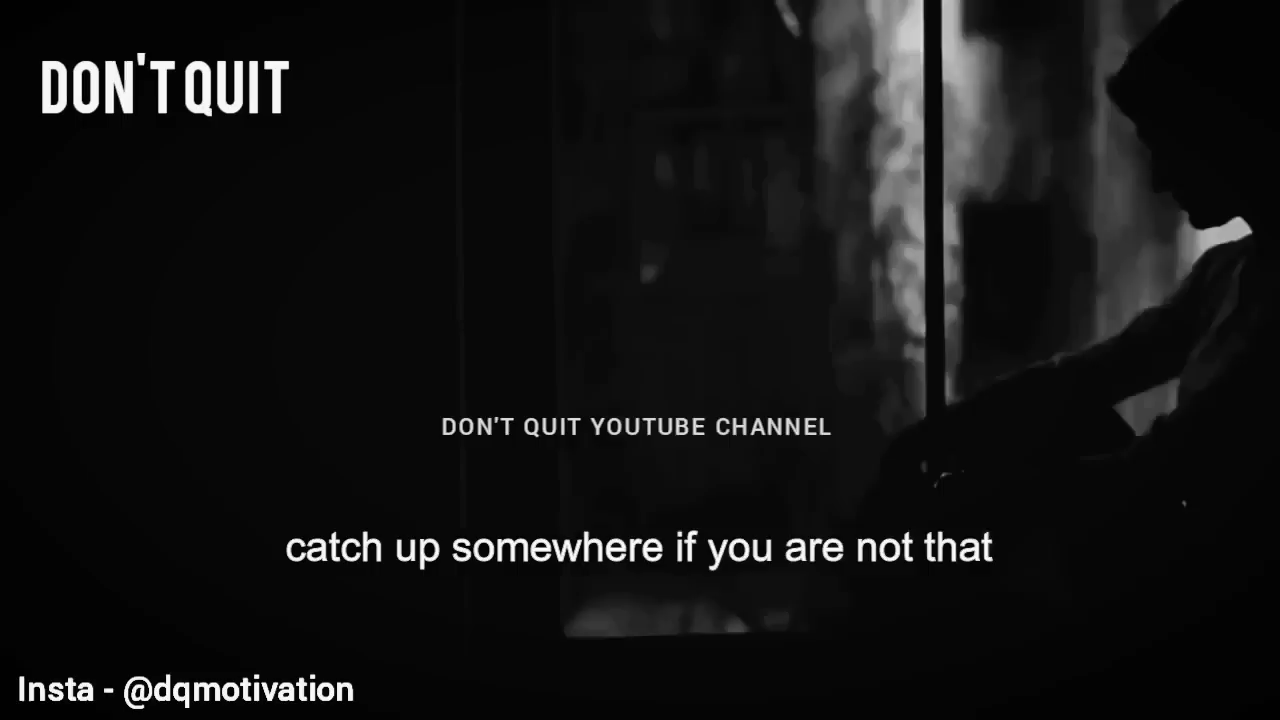 DON'T QUIT
DON'T QUIT YOUTUBE CHANNEL
catch up somewhere if you are not that
Insta - @dqmotivation